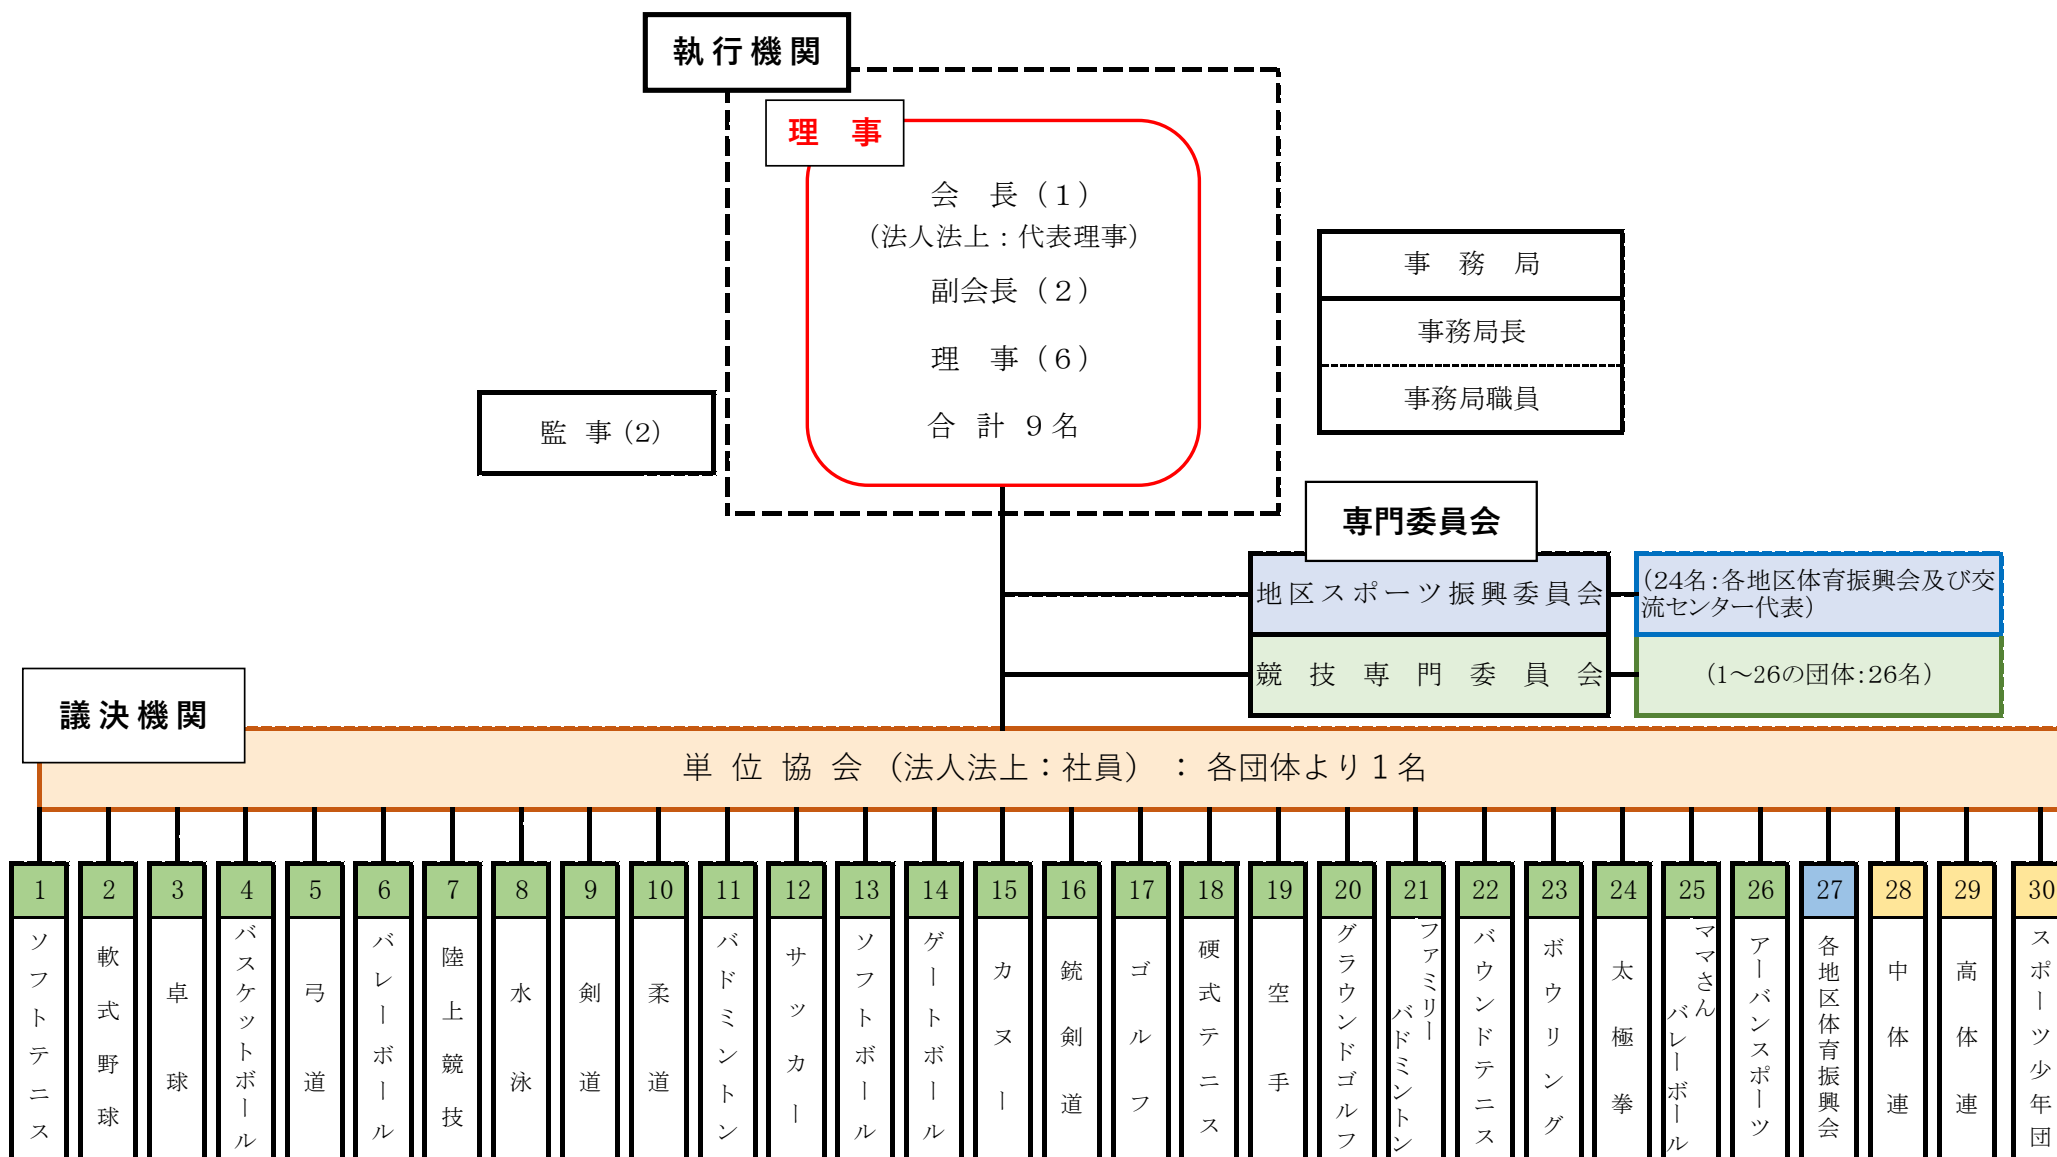 執行機関
理　事
会　長（１）
（法人法上：代表理事）
副会長（２）
理　事（６）
合 計 ９名
監 事（2）
事　務　局
事務局長
事務局職員
専門委員会
地区スポーツ振興委員会
（24名：各地区体育振興会及び交
流センター代表）
競技専門委員会
（1～26の団体：26名）
議決機関
単 位 協 会 （法人法上：社員） ： 各団体より１名
1
ソフトテニス
2
軟式野球
3
卓球
4
バスケットボール
5
弓道
6
バレーボール
7
陸上競技
8
水泳
9
剣道
10
柔道
11
バドミントン
12
サッカー
13
ソフトボール
14
ゲートボール
15
カヌー
16
銃剣道
17
ゴルフ
18
硬式テニス
19
空手
20
グラウンドゴルフ
21
ファミリー
バドミントン
22
バウンドテニス
23
ボウリング
24
太極拳
25
ママさん
バレーボール
26
アーバンスポーツ
27
各地区体育振興会
28
中体連
29
高体連
30
スポーツ少年団